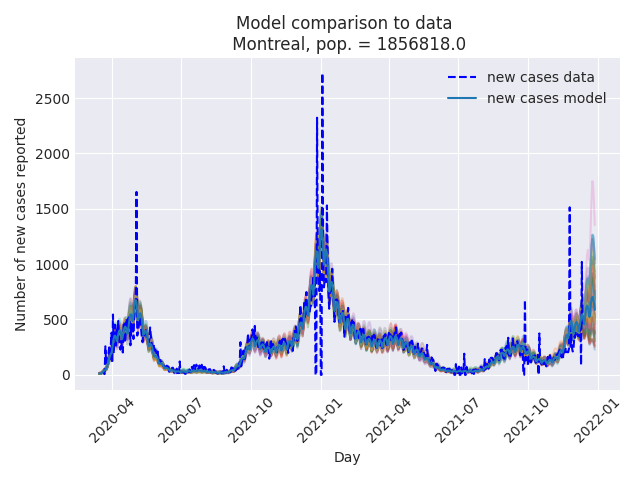 Model comparison to data
Montreal, pop. = 1856818.0
new cases data
new cases model
Number of new cases reported
2500
2000
1500
1000
500
0
2020-04
2020-07
2020-10
2021-01
2021-04
2021-07
2021-10
2022-01
Day